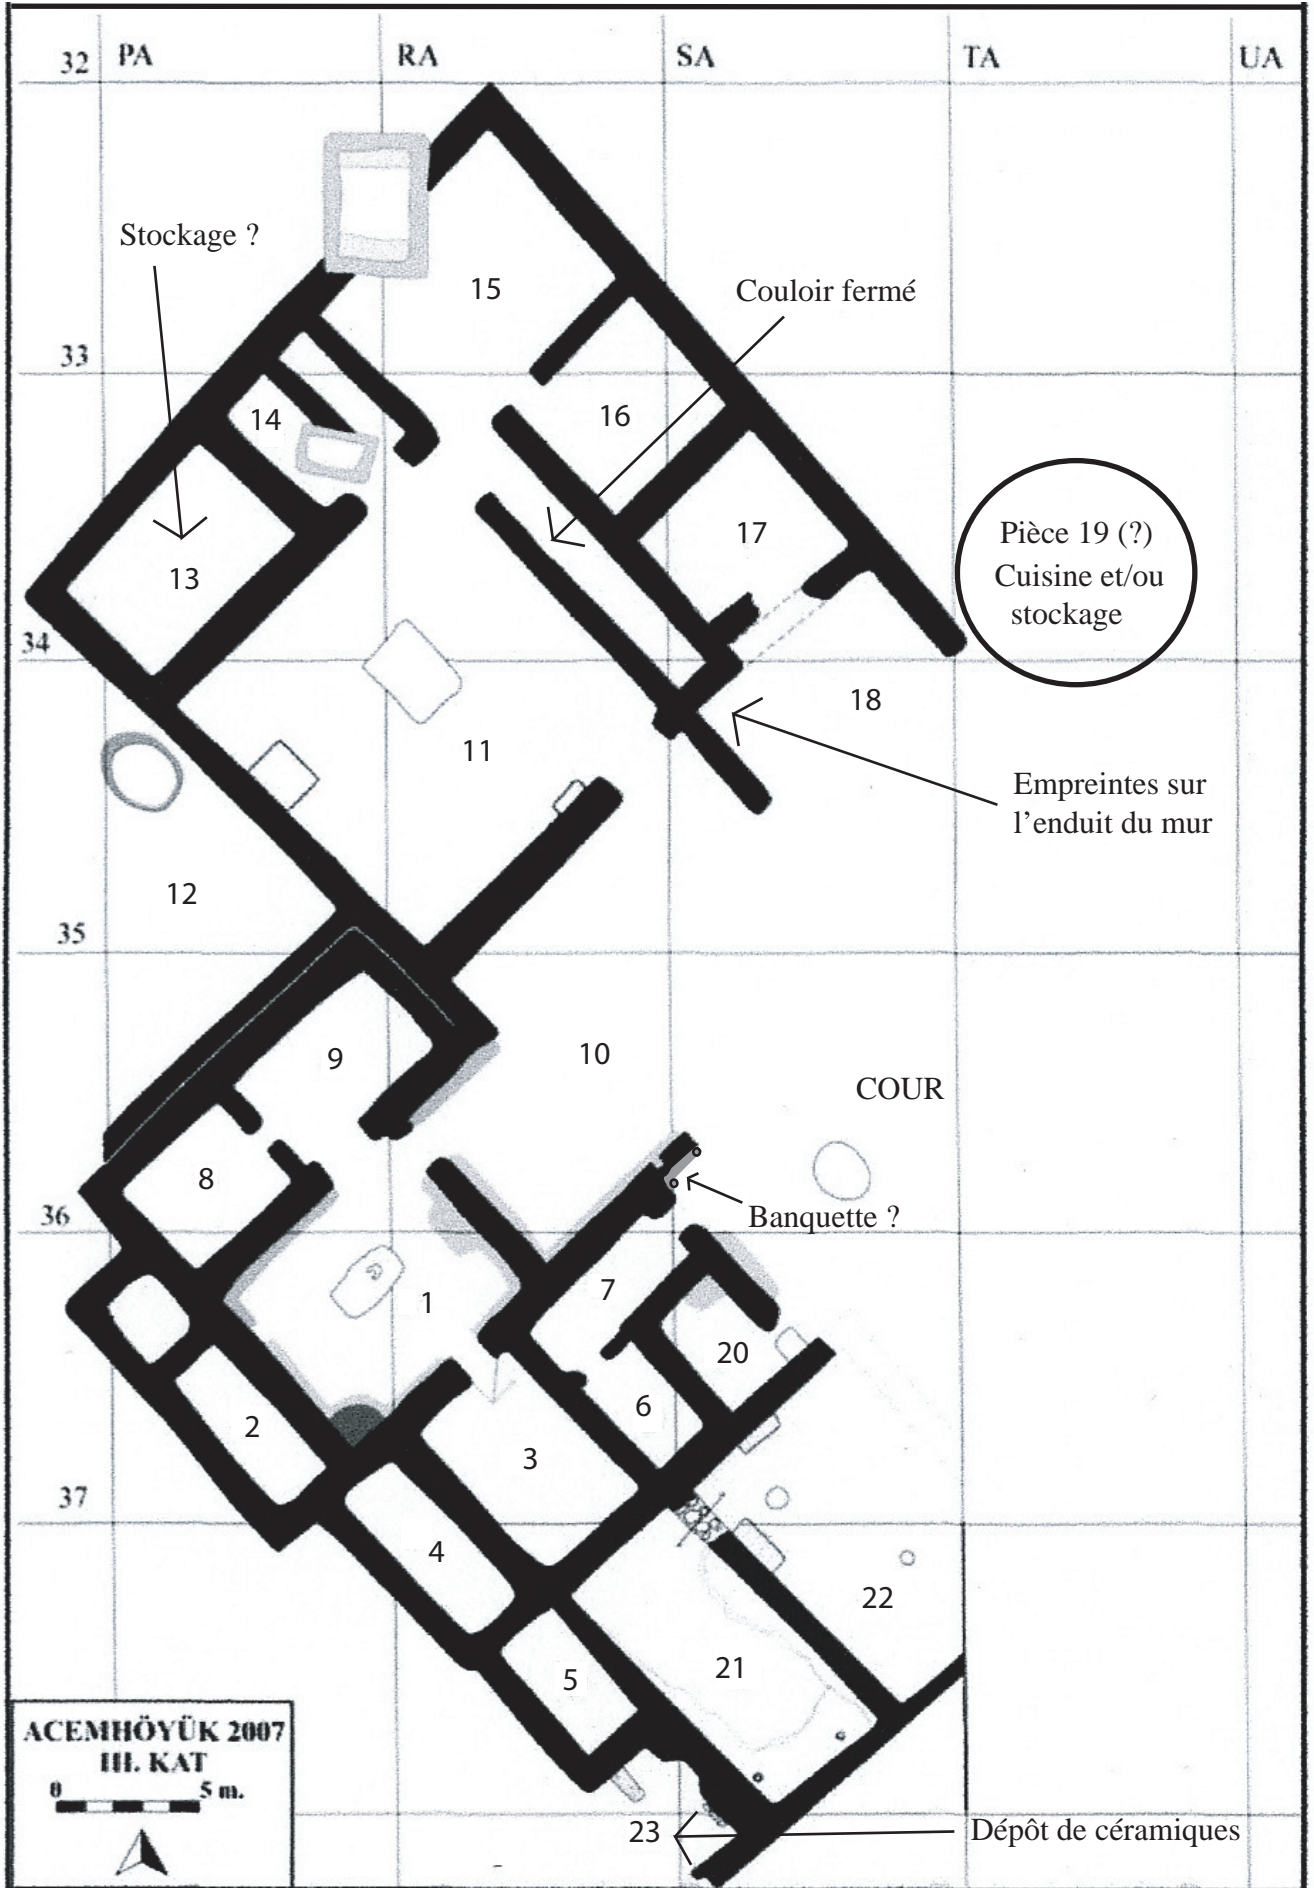 32 PA RA SA TA UA
Stockage ?
15
Couloir fermé
33
14
16
17
Pièce 19 (?)
Cuisine et/ou
stockage
13
34
18
11
Empreintes sur
l’enduit du mur
12
35
9
10
COUR
8
36
Banquette ?
7
1
20
6
2
3
37
4
22
21
5
ACEMHÖYÜK 2007
III. KAT
0 5 m.
23
Dépôt de céramiques